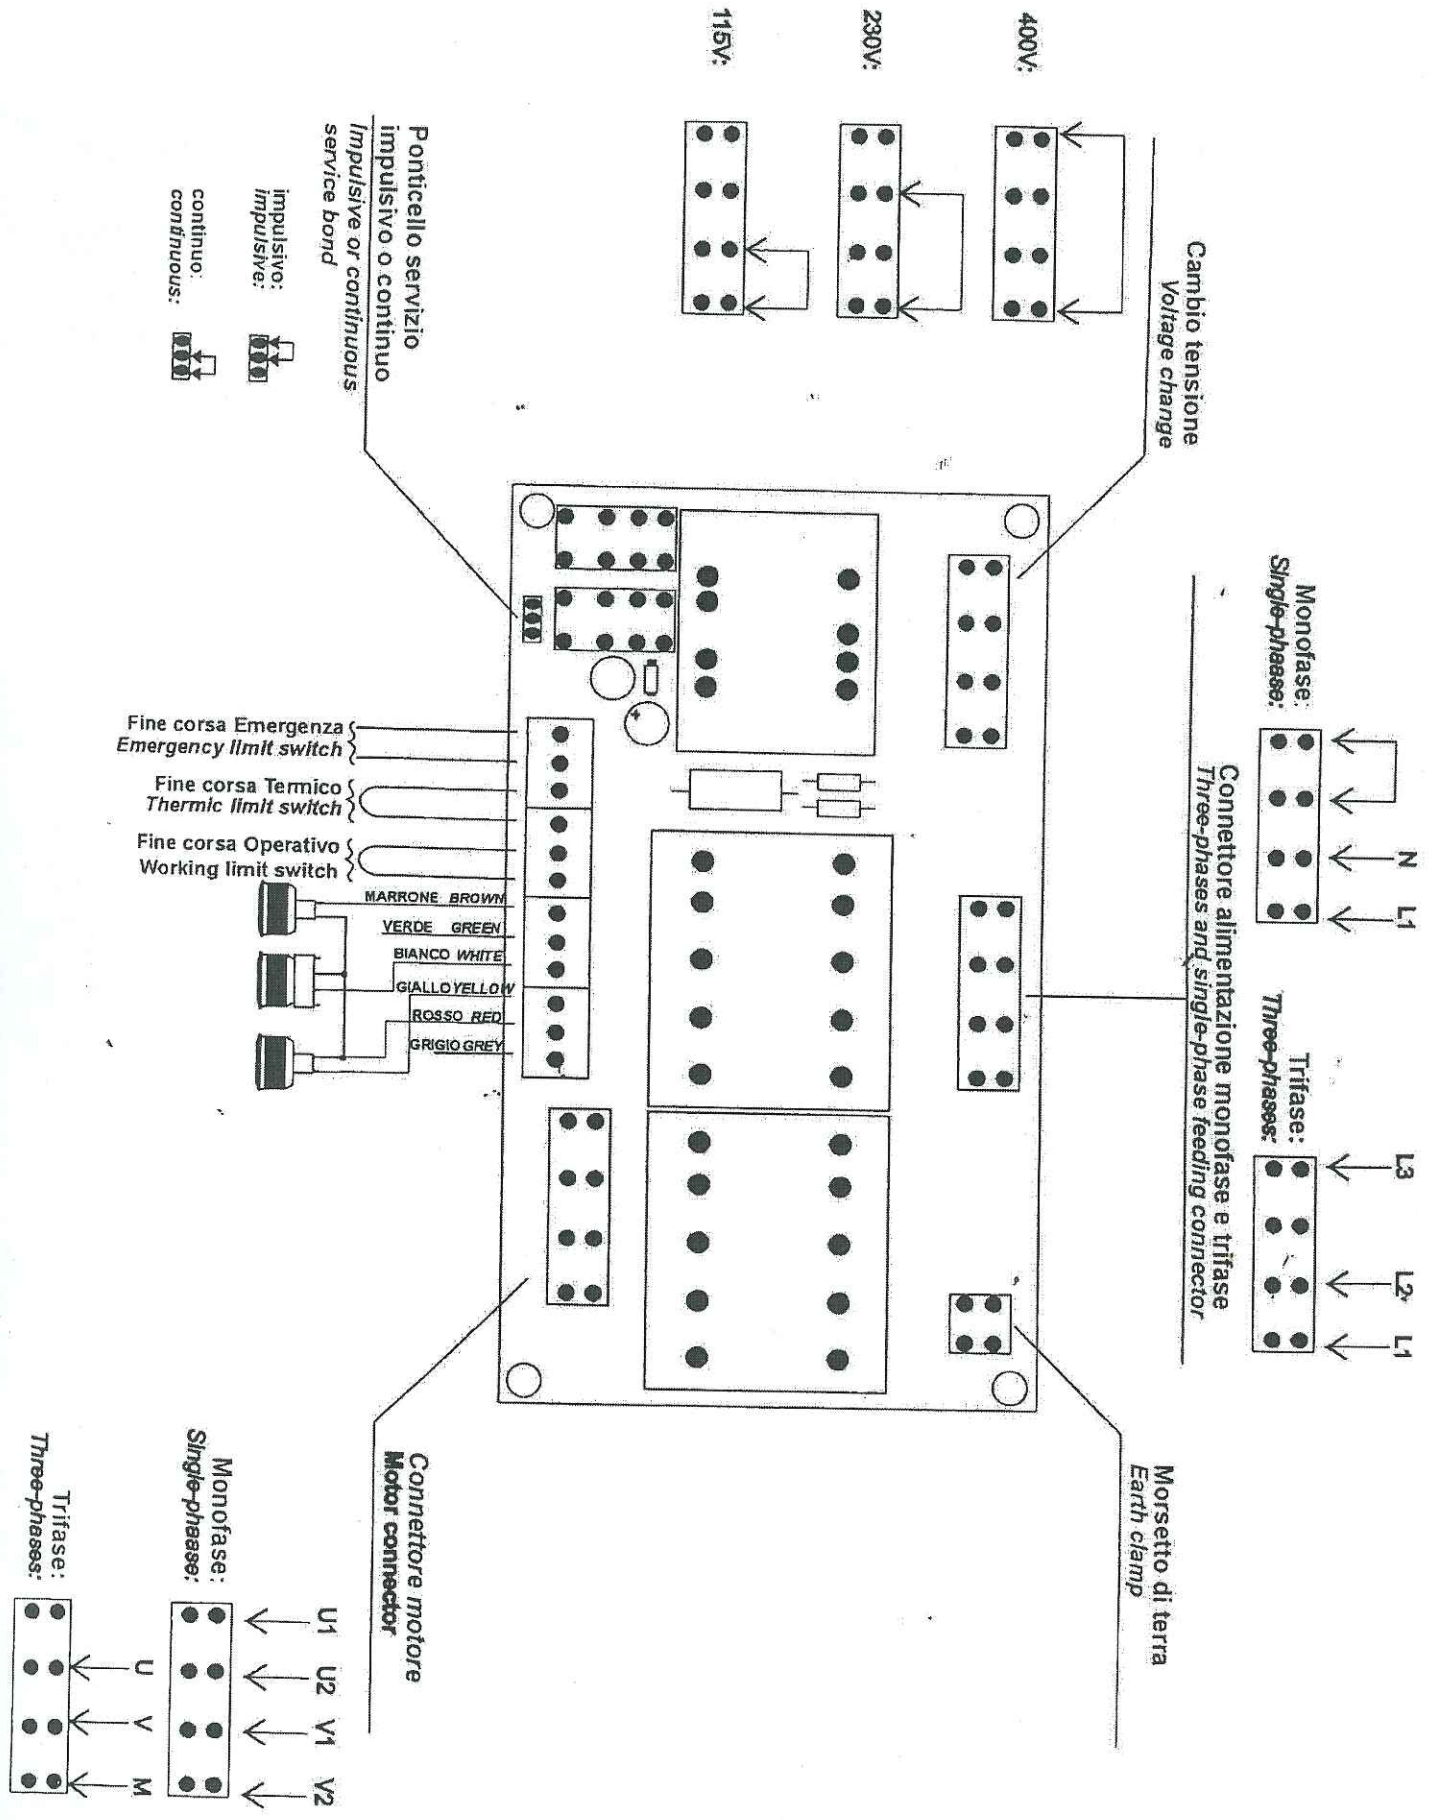 400V:
230V:
115V:
Cambio tensione
Voltage change
Ponticello servizio
impulsivo o continuo
Impulsive or continuous
service bond
impulsivo:
impulsive:
continuo:
continuous:
Monofase:
Single-phaase:
N
L1
Connettore alimentazione monofase e trifase
Three-phases and single-phase feeding connector
Trifase:
Three-phases:
L3
L2
L1
Fine corsa Emergenza
Emergency limit switch
Fine corsa Termico
Thermic limit switch
Fine corsa Operativo
Working limit switch
MARRONE BROWN
VERDE GREEN
BIANCO WHITE
GIALLO YELLOW
ROSSO RED
GRIGIO GREY
+
Morsetto di terra
Earth clamp
Connettore motore
Motor connector
Monofase:
Single-phaase:
U1
U2
V1
V2
Trifase:
Three-phases:
U
V
M